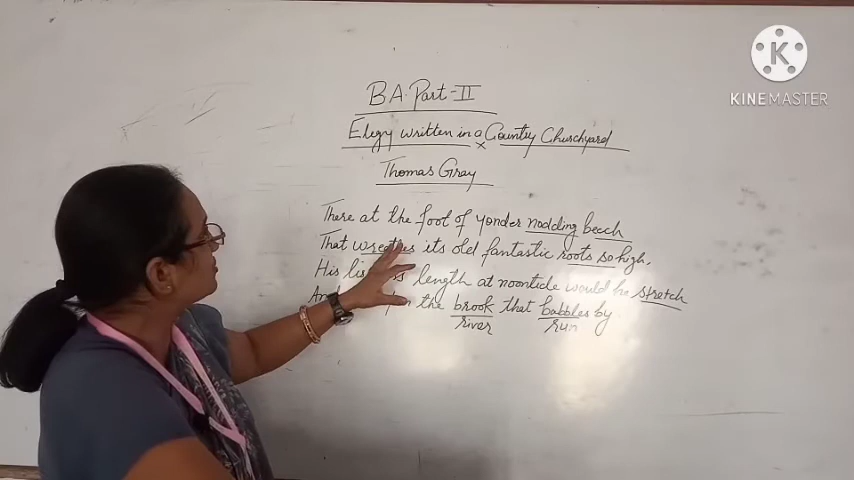 BA. Part-II
Elegy written in a Country Churchyard
x
Thomas Gray
There at the foot of yonder nodding beach
That wreathes its old fantastic roots so high.
His length at noontide would he stretch
the brook that babbles by
river run
K
KINEMASTER